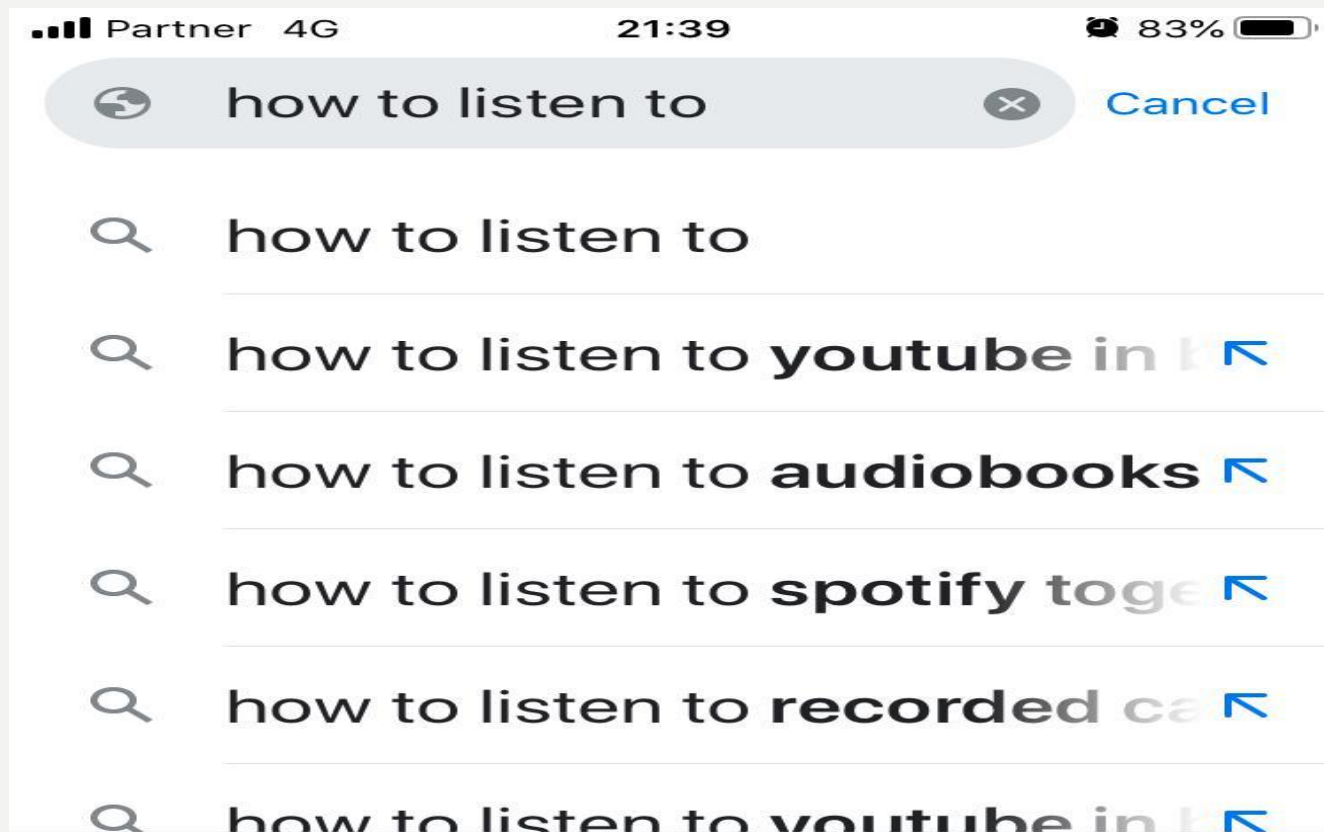 Partner 4G 21:39 83%
how to listen to Cancel
how to listen to
how to listen to youtube in
how to listen to audiobooks
how to listen to spotify toge
how to listen to recorded ca
how to listen to youtube in